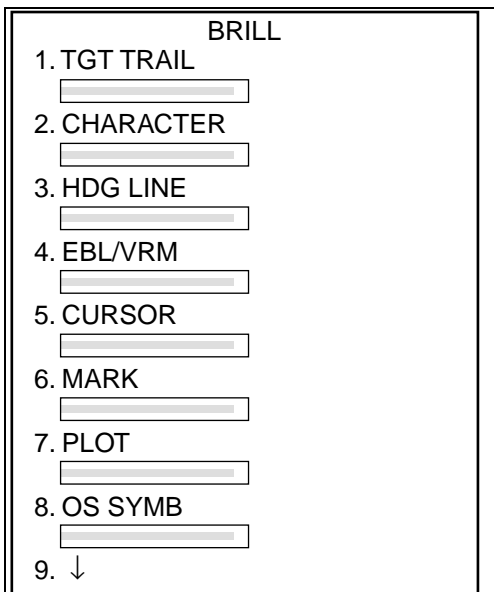 BRILL
1. TGT TRAIL
2. CHARACTER
3. HDG LINE
4. EBL/VRM
5. CURSOR
6. MARK
7. PLOT
8. OS SYMB
9. ↓